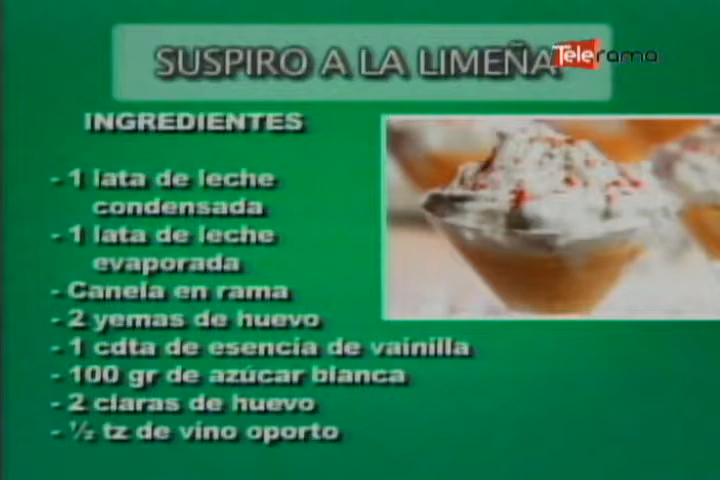 SUSPIRO A LA LIMEÑA
Telerama
INGREDIENTES
- 1 lata de leche
condensada
- 1 lata de leche
evaporada
- Canela en rama
- 2 yemas de huevo
- 1 cdta de esencia de vainilla
- 100 gr de azúcar blanca
- 2 claras de huevo
- ½ tz de vino oporto